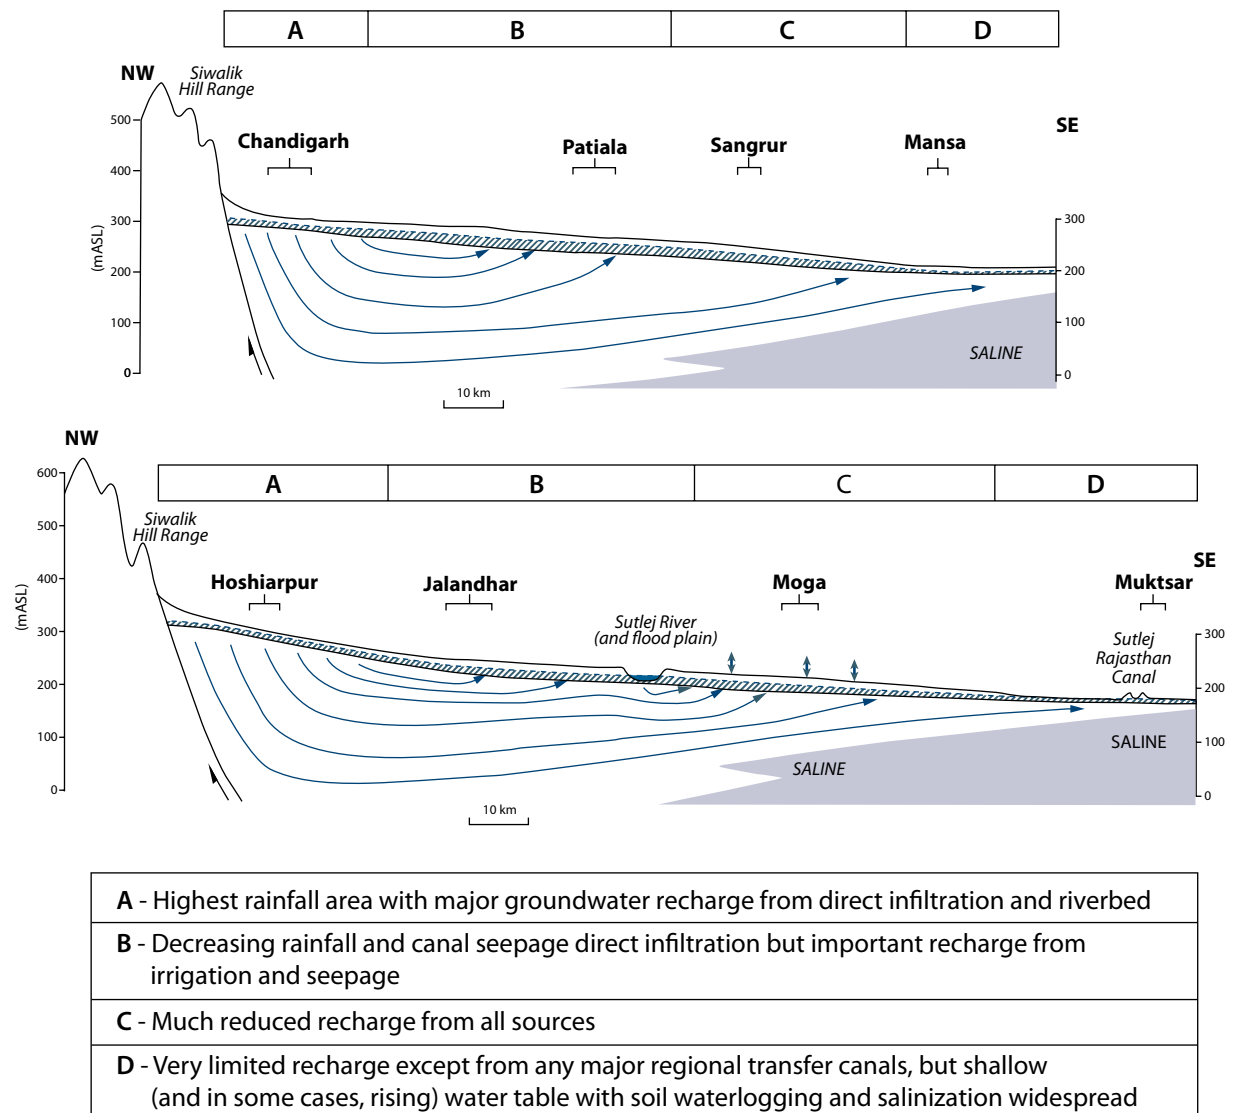 A B C D
NW
Siwalik
Hill Range
SE
Chandigarh
Patiala
Sangrur
Mansa
500
400
300
200
100
0
(mASL)
300
200
100
0
SALINE
10 km
NW
A B C D
600
500
400
300
200
100
0
(mASL)
Siwalik
Hill Range
SE
Hoshiarpur
Jalandhar
Moga
Muktsar
Sutlej River
(and flood plain)
Sutlej
Rajasthan
Canal
300
200
100
0
SALINE
SALINE
10 km
A - Highest rainfall area with major groundwater recharge from direct infiltration and riverbed
B - Decreasing rainfall and canal seepage direct infiltration but important recharge from
irrigation and seepage
C - Much reduced recharge from all sources
D - Very limited recharge except from any major regional transfer canals, but shallow
(and in some cases, rising) water table with soil waterlogging and salinization widespread